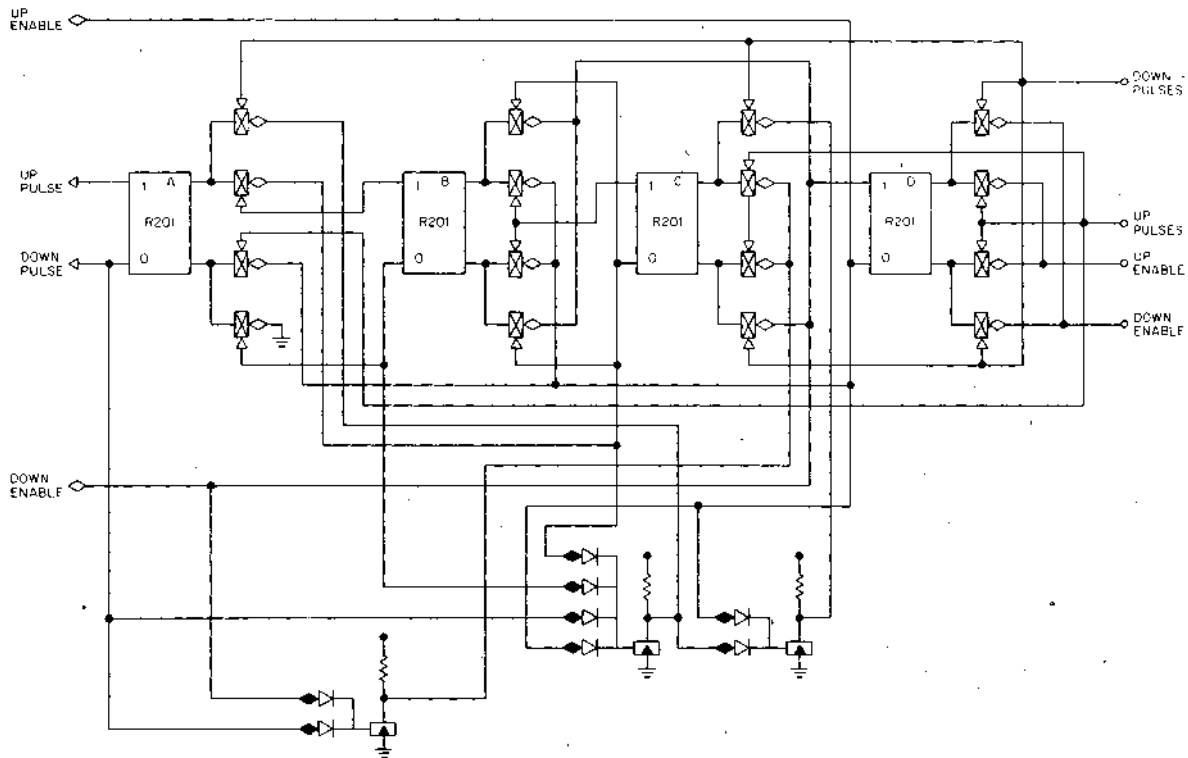 UP
ENABLE
DOWN
PULSES
UP
PULSE
1 A
R201
0
DOWN
PULSE
1 B
R201
0
1 C
R201
0
1 D
R201
0
UP
PULSES
UP
ENABLE
DOWN
ENABLE
DOWN
ENABLE